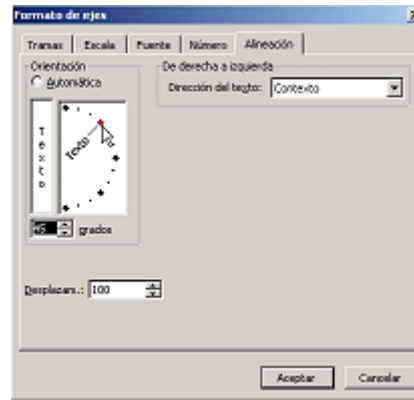 Formato de ejes
Tramas Escala Fuente Número Alineación
Orientación
Automática
Texto
Texto
45 grados
De derecha a izquierda
Dirección del texto: Contexto
Desplazam.: 100
Aceptar Cancelar